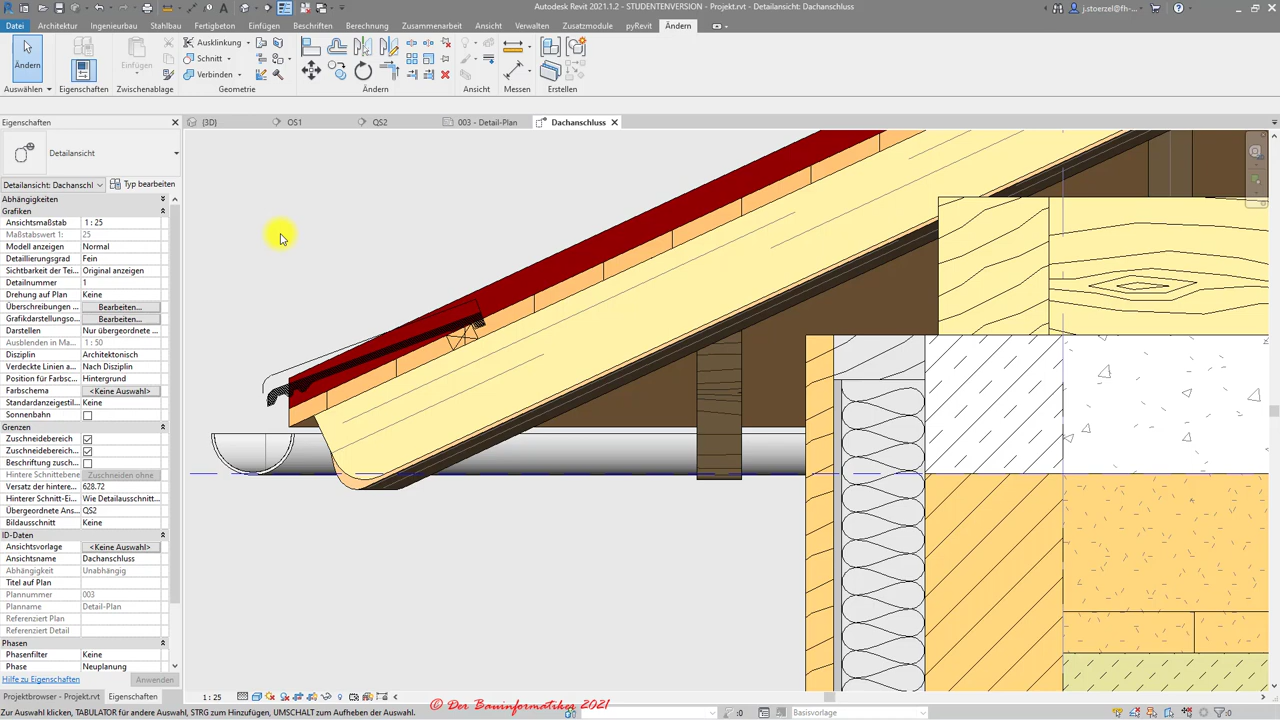 Autodesk Revit 2021.1.2 - STUDENTENVERSION - Projekt.rvt - Detailansicht: Dachanschluss
j.stoerzel@fh-...
Datei Architektur Ingenieurbau Stahlbau Fertigbeton Einfügen Beschriften Berechnung Zusammenarbeit Ansicht Verwalten Zusatzmodule pyRevit Ändern
Ausklinkung
Schnitt
Ändern
Einfügen
Verbinden
Auswählen Eigenschaften Zwischenablage Geometrie Ändern Ansicht Messen Erstellen
Eigenschaften
{3D} OS1 QS2 003 - Detail-Plan Dachanschluss
Detailansicht
Detailansicht: Dachanschl Typ bearbeiten
Abhängigkeiten
Grafiken
Ansichtsmaßstab 1 : 25
Maßstabswert 1: 25
Modell anzeigen Normal
Detaillierungsgrad Fein
Sichtbarkeit der Tei... Original anzeigen
Detailnummer 1
Drehung auf Plan Keine
Überschreibungen ... Bearbeiten...
Grafikdarstellungso... Bearbeiten...
Darstellen Nur übergeordnete ...
Ausblenden in Ma... 1 : 50
Disziplin Architektonisch
Verdeckte Linien a... Nach Disziplin
Position für Farbsc... Hintergrund
Farbschema <Keine Auswahl>
Standardanzeigestil... Keine
Sonnenbahn
Grenzen
Zuschneidebereich
Zuschneidebereich...
Beschriftung zusch...
Hintere Schnittebene Zuschneiden ohne
Versatz der hintere... 628.72
Hinterer Schnitt-Ei... Wie Detailausschnitt...
Übergeordnete Ans... QS2
Bildausschnitt Keine
ID-Daten
Ansichtsvorlage <Keine Auswahl>
Ansichtsname Dachanschluss
Abhängigkeit Unabhängig
Titel auf Plan
Plannummer 003
Planname Detail-Plan
Referenziert Plan
Referenziert Detail
Phasen
Phasenfilter Keine
Phase Neuplanung
Hilfe zu Eigenschaften Anwenden
Projektbrowser - Projekt.rvt Eigenschaften 1 : 25
© Der Bauinformatiker 2021
Zur Auswahl klicken, TABULATOR für andere Auswahl, STRG zum Hinzufügen, UMSCHALT zum Aufheben der Auswahl. :0 Basisvorlage :0